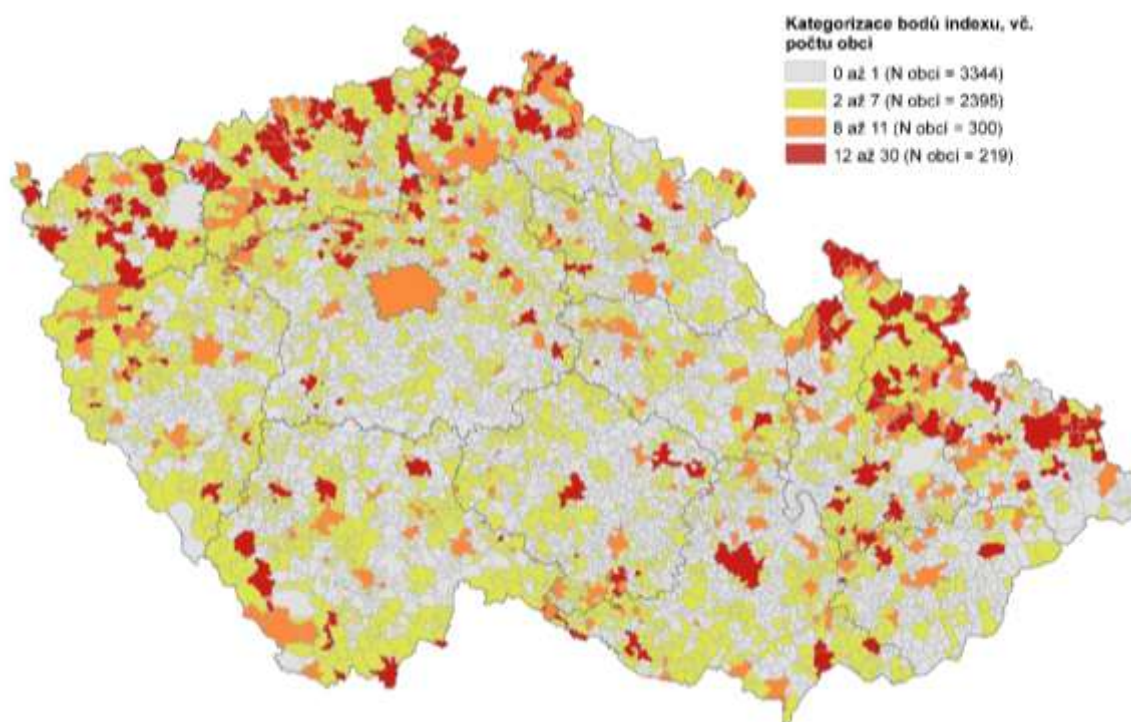 Kategorizace bodů indexu, vč.
počtu obcí
0 až 1 (N obcí = 3344)
2 až 7 (N obcí = 2395)
8 až 11 (N obcí = 300)
12 až 30 (N obcí = 219)